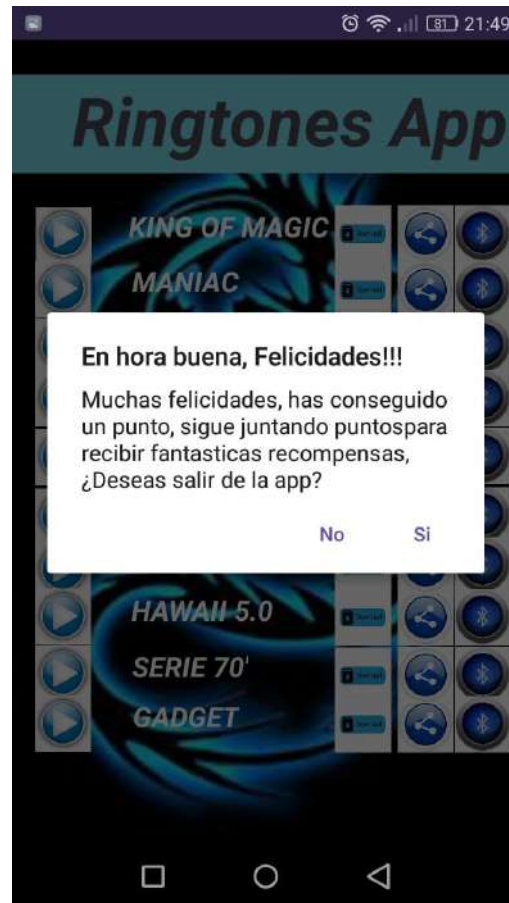 81 21:49
Ringtones App
KING OF MAGIC
MANIAC
En hora buena, Felicidades!!!
Muchas felicidades, has conseguido
un punto, sigue juntando puntospara
recibir fantasticas recompensas,
¿Deseas salir de la app?
No Si
HAWAII 5.0
SERIE 70'
GADGET